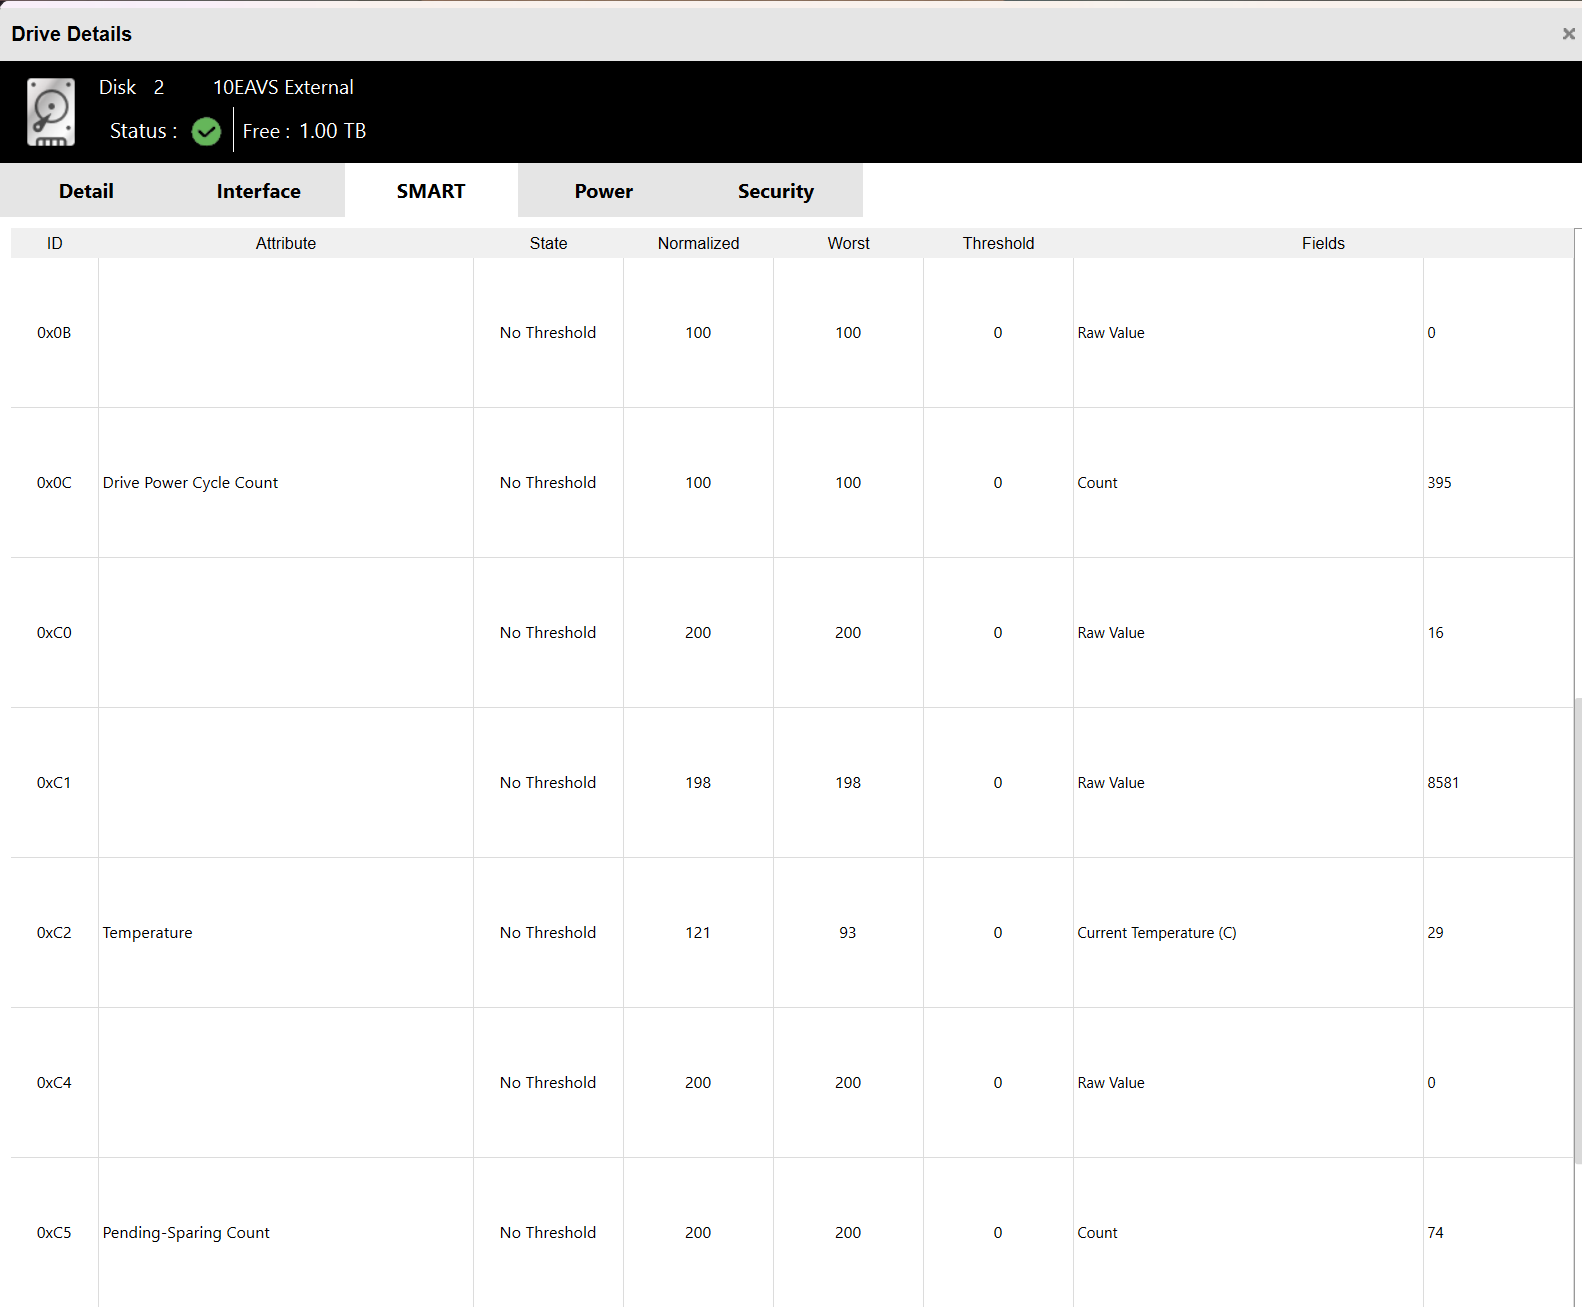 Drive Details
Disk 2 10EAVS External
Status : Free : 1.00 TB
Detail Interface SMART Power Security
ID Attribute State Normalized Worst Threshold Fields
0x0B No Threshold 100 100 0 Raw Value 0
0x0C Drive Power Cycle Count No Threshold 100 100 0 Count 395
0xC0 No Threshold 200 200 0 Raw Value 16
0xC1 No Threshold 198 198 0 Raw Value 8581
0xC2 Temperature No Threshold 121 93 0 Current Temperature (C) 29
0xC4 No Threshold 200 200 0 Raw Value 0
0xC5 Pending-Sparing Count No Threshold 200 200 0 Count 74